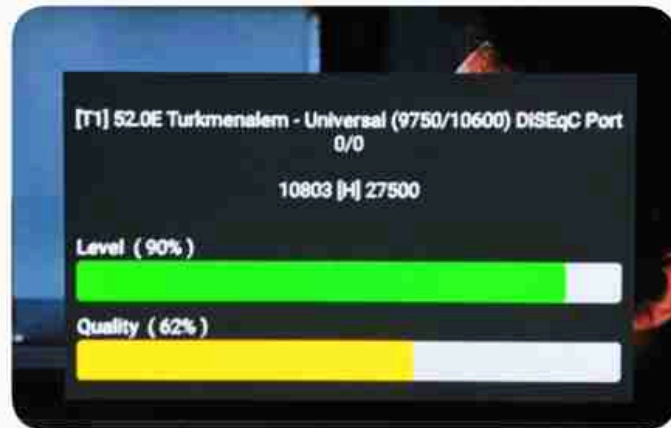 [T1] 52.0E Turkmenalem - Universal (9750/10600) DISEqC Port
0/0
10803 [H] 27500
Level ( 90% )
Quality ( 62% )